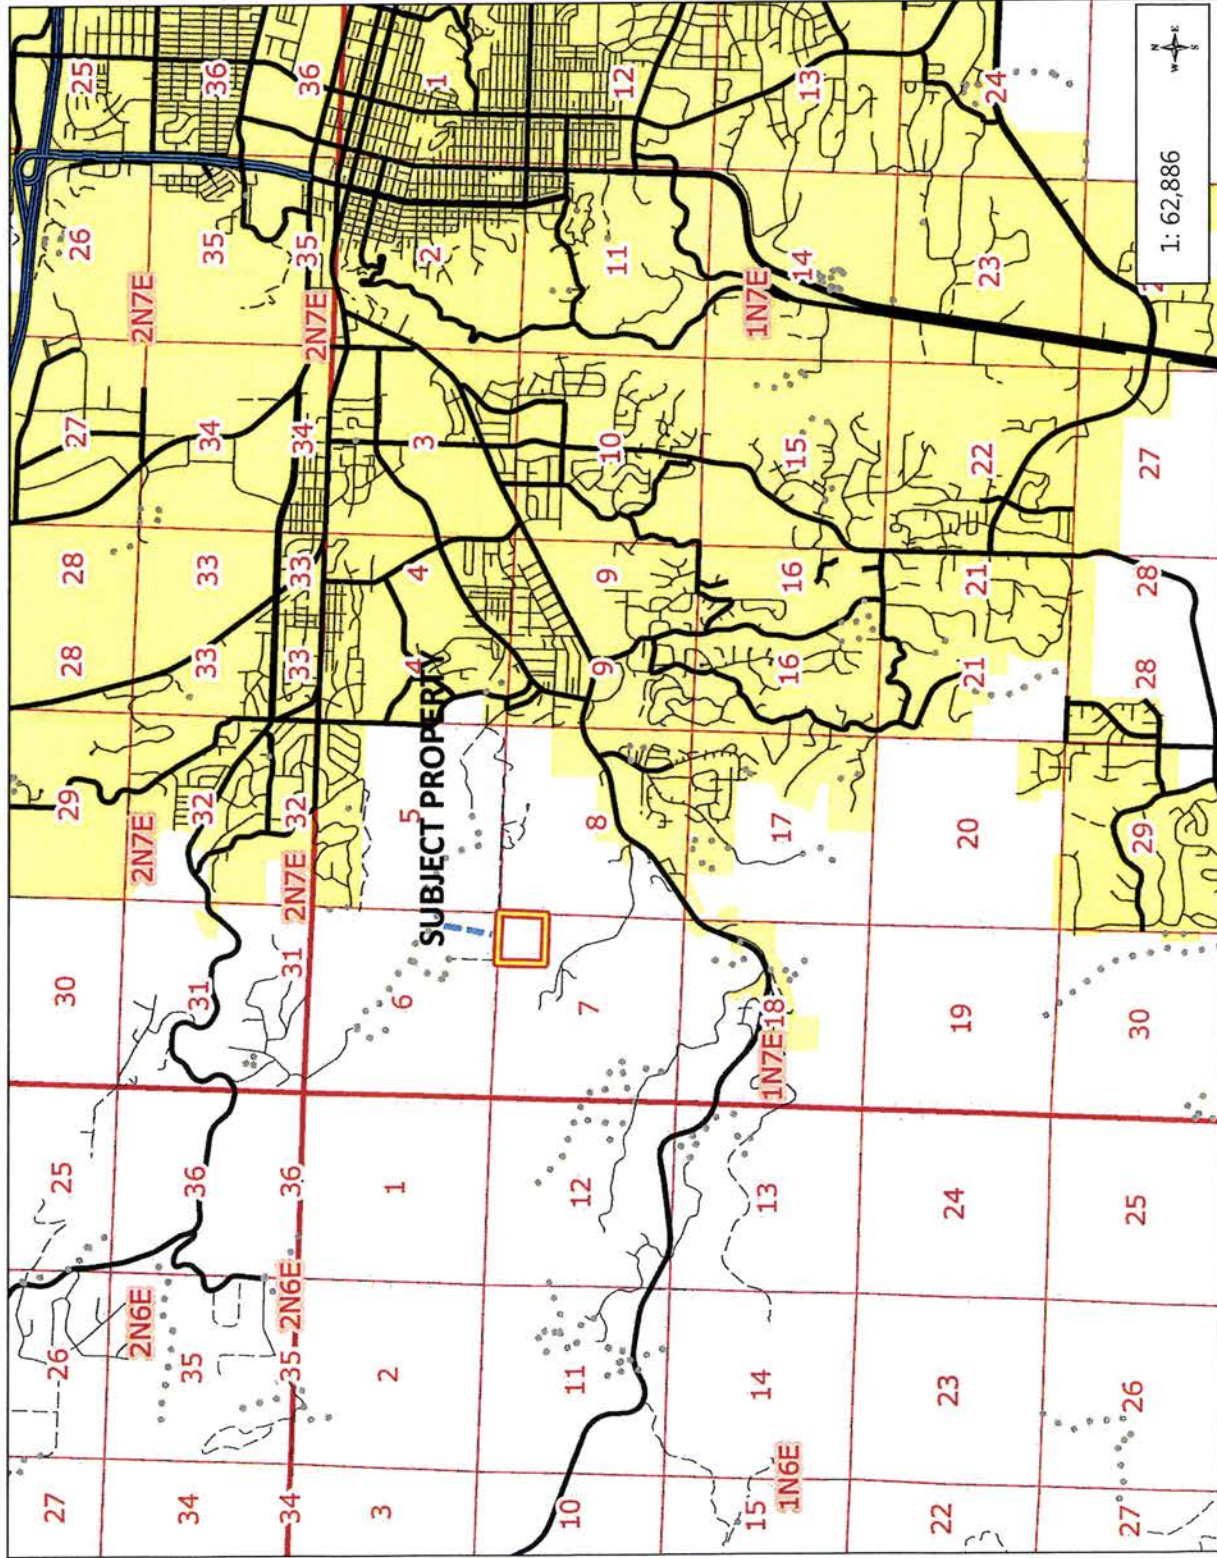 27 26 25 30 29 28 28 27 26 25
2N6E 2N7E 2N7E
34 35 36 31 32 33 33 34 35 36
34 35 2N6E 36 31 2N7E 32 33 33 34 2N7E 35 36
3 2 1 6 5 4 4 3 2 1
SUBJECT PROPERTY
10 11 12 7 8 9 9 10 11 12
1N7E
15 14 13 18 17 16 16 15 14 13
1N6E 1N7E
22 23 24 19 20 21 21 22 23 24
27 26 25 30 29 28 28 27
1: 62,886
N
W E
S